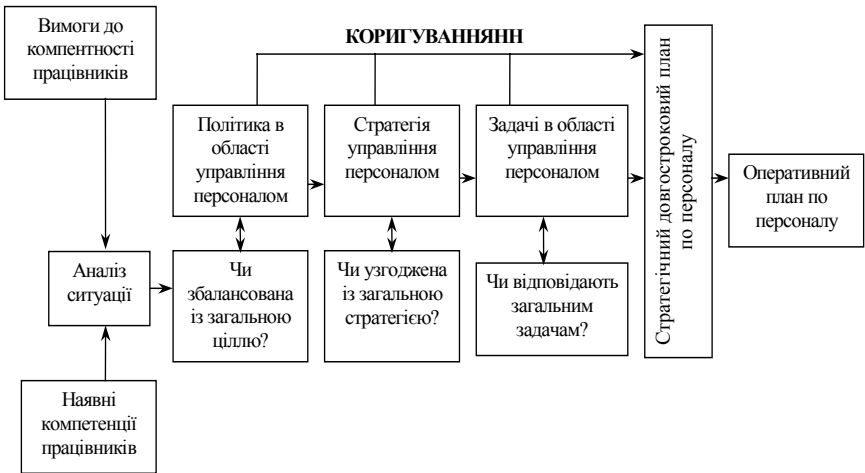 Вимоги до
компентності
працівників
КОРИГУВАННЯНН
Політика в
області
управління
персоналом
Стратегія
управління
персоналом
Задачі в області
управління
персоналом
Стратегічний довгостроковий план
по персоналу
Оперативний
план по
персоналу
Аналіз
ситуації
Чи
збалансована
із загальною
ціллю?
Чи узгоджена
із загальною
стратегією?
Чи відповідають
загальним
задачам?
Наявні
компетенції
працівників